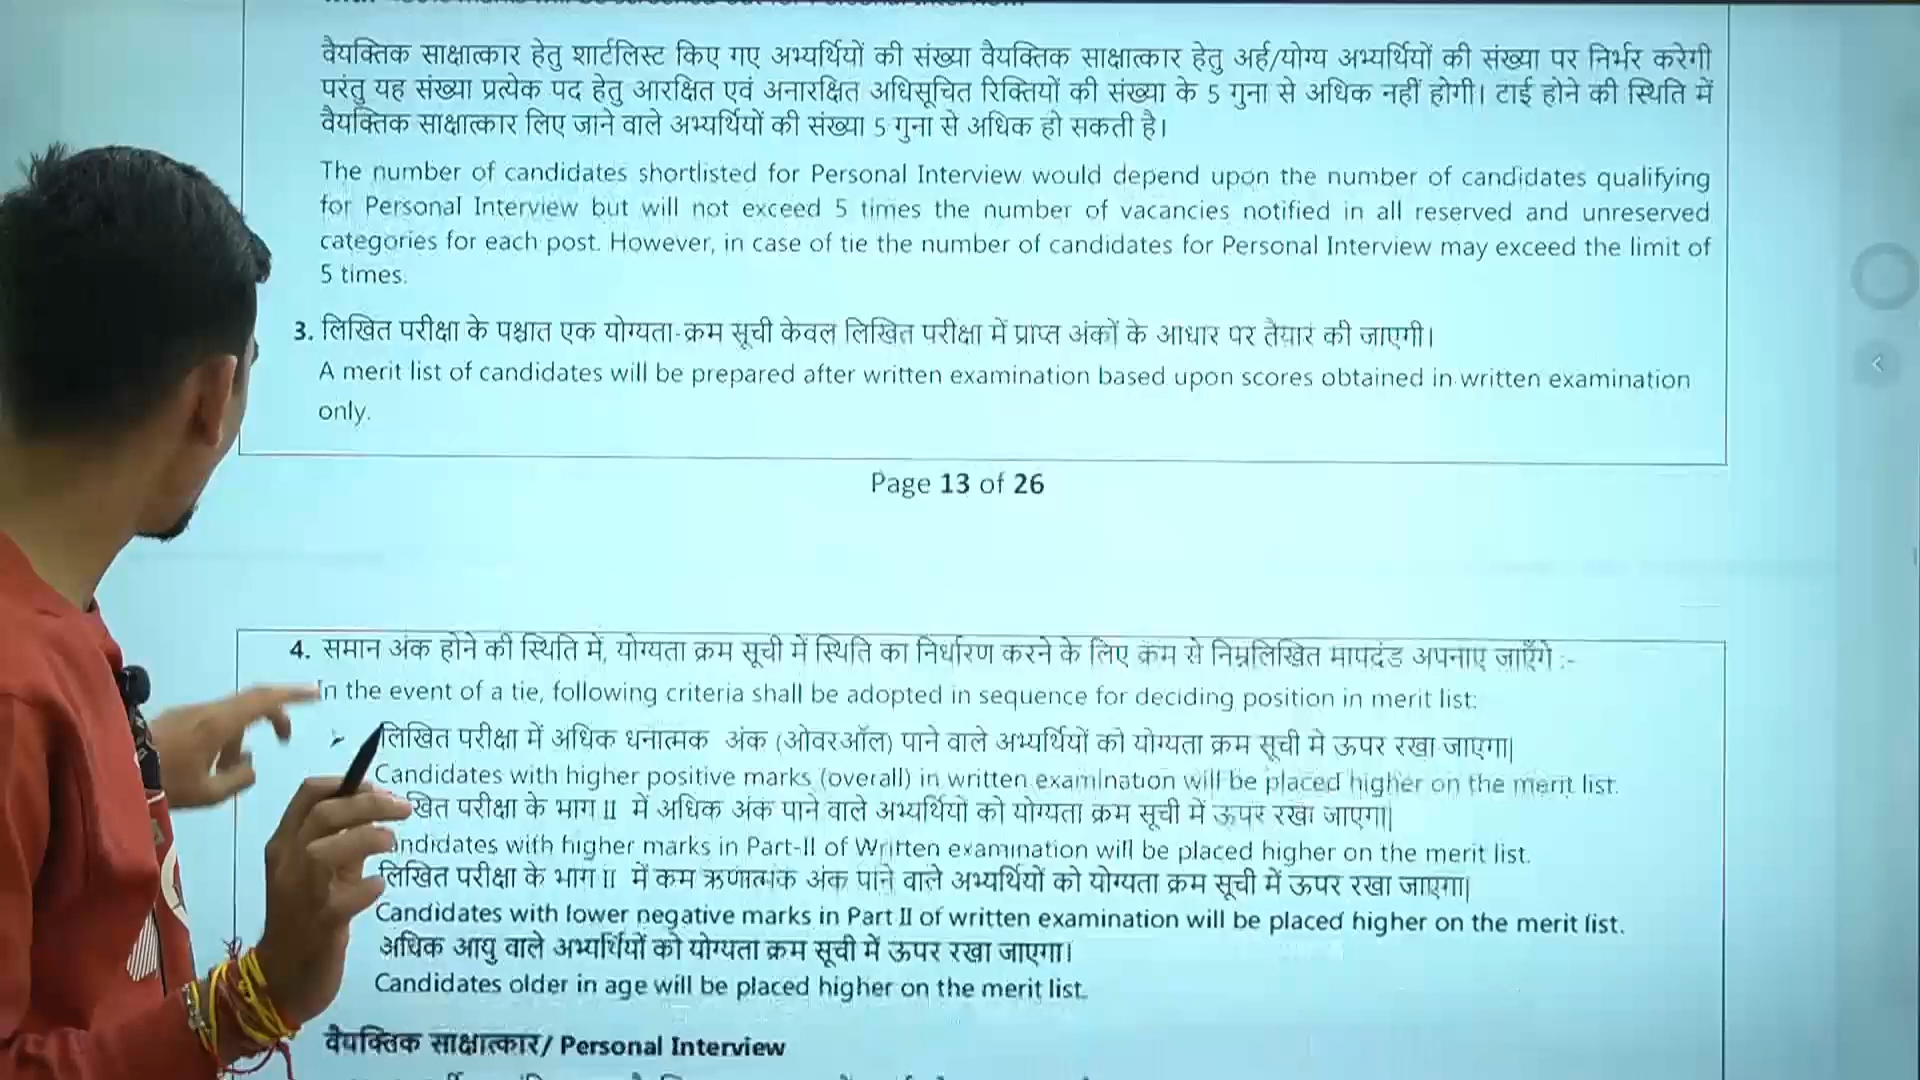 वैयक्तिक साक्षात्कार हेतु शार्टलिस्ट किए गए अभ्यर्थियों की संख्या वैयक्तिक साक्षात्कार हेतु अर्ह/योग्य अभ्यर्थियों की संख्या पर निर्भर करेगी
परंतु यह संख्या प्रत्येक पद हेतु आरक्षित एवं अनारक्षित अधिसूचित रिक्तियों की संख्या के 5 गुना से अधिक नहीं होगी। टाई होने की स्थिति में
वैयक्तिक साक्षात्कार लिए जाने वाले अभ्यर्थियों की संख्या 5 गुना से अधिक हो सकती है।
The number of candidates shortlisted for Personal Interview would depend upon the number of candidates qualifying
for Personal Interview but will not exceed 5 times the number of vacancies notified in all reserved and unreserved
categories for each post. However, in case of tie the number of candidates for Personal Interview may exceed the limit of
5 times.
3. लिखित परीक्षा के पश्चात एक योग्यता-क्रम सूची केवल लिखित परीक्षा में प्राप्त अंकों के आधार पर तैयार की जाएगी।
A merit list of candidates will be prepared after written examination based upon scores obtained in written examination
only.
Page 13 of 26
4. समान अंक होने की स्थिति में, योग्यता क्रम सूची में स्थिति का निर्धारण करने के लिए क्रम से निम्नलिखित मापदंड अपनाए जाएँगे :-
In the event of a tie, following criteria shall be adopted in sequence for deciding position in merit list:
➢ लिखित परीक्षा में अधिक धनात्मक अंक (ओवरऑल) पाने वाले अभ्यर्थियों को योग्यता क्रम सूची मे ऊपर रखा जाएगा|
Candidates with higher positive marks (overall) in written examination will be placed higher on the merit list.
परीक्षा के भाग II में अधिक अंक पाने वाले अभ्यर्थियों को योग्यता क्रम सूची में ऊपर रखा जाएगा|
with higher marks in Part-II of Written examination will be placed higher on the merit list.
लिखित परीक्षा के भाग II में कम ऋणात्मक अंक पाने वाले अभ्यर्थियों को योग्यता क्रम सूची में ऊपर रखा जाएगा|
Candidates with lower negative marks in Part II of written examination will be placed higher on the merit list.
अधिक आयु वाले अभ्यर्थियों को योग्यता क्रम सूची में ऊपर रखा जाएगा।
Candidates older in age will be placed higher on the merit list.
वैयक्तिक साक्षात्कार/ Personal Interview